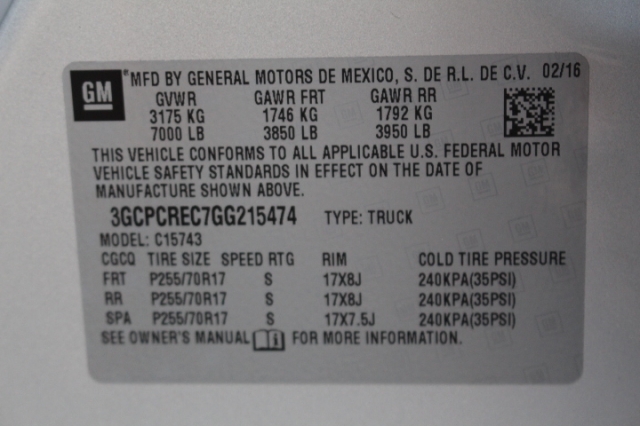 GM ®MFD BY GENERAL MOTORS DE MEXICO, S. DE R.L. DE C.V. 02/16
GVWR GAWR FRT GAWR RR
3175 KG 1746 KG 1792 KG
7000 LB 3850 LB 3950 LB
THIS VEHICLE CONFORMS TO ALL APPLICABLE U.S. FEDERAL MOTOR
VEHICLE SAFETY STANDARDS IN EFFECT ON THE DATE OF
MANUFACTURE SHOWN ABOVE.
3GCPCREC7GG215474 TYPE: TRUCK
MODEL: C15743
CGCQ TIRE SIZE SPEED RTG RIM COLD TIRE PRESSURE
FRT P255/70R17 S 17X8J 240KPA(35PSI)
RR P255/70R17 S 17X8J 240KPA(35PSI)
SPA P255/70R17 S 17X7.5J 240KPA(35PSI)
SEE OWNER'S MANUAL FOR MORE INFORMATION.